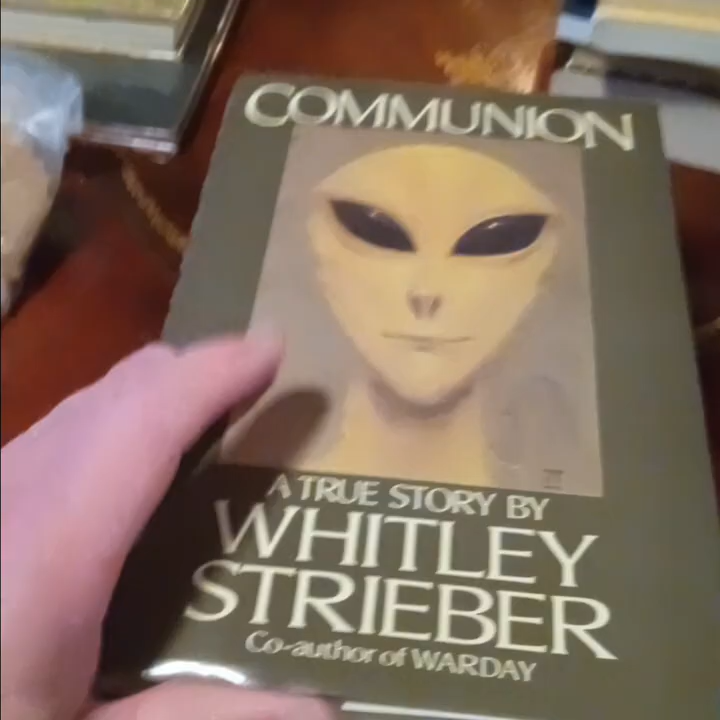 COMMUNION
A TRUE STORY BY
WHITLEY
STRIEBER
Co-author of WARDAY